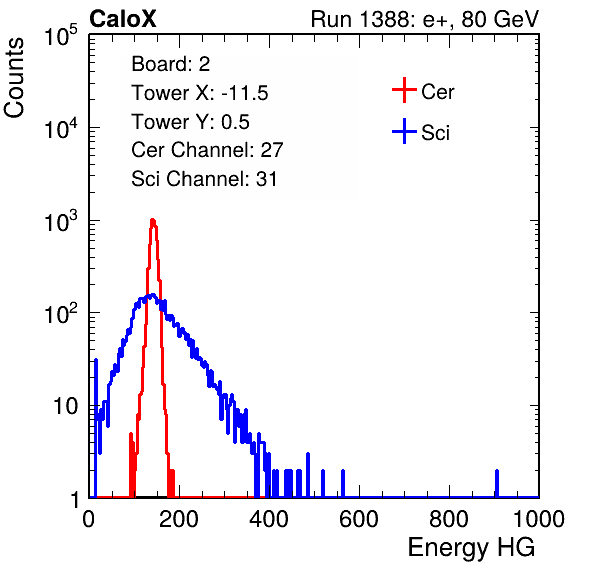 CaloX Run 1388: e+, 80 GeV
Counts
Board: 2
Tower X: -11.5
Tower Y: 0.5
Cer Channel: 27
Sci Channel: 31
Cer
Sci
10^5
10^4
10^3
10^2
10
1
0 200 400 600 800 1000
Energy HG